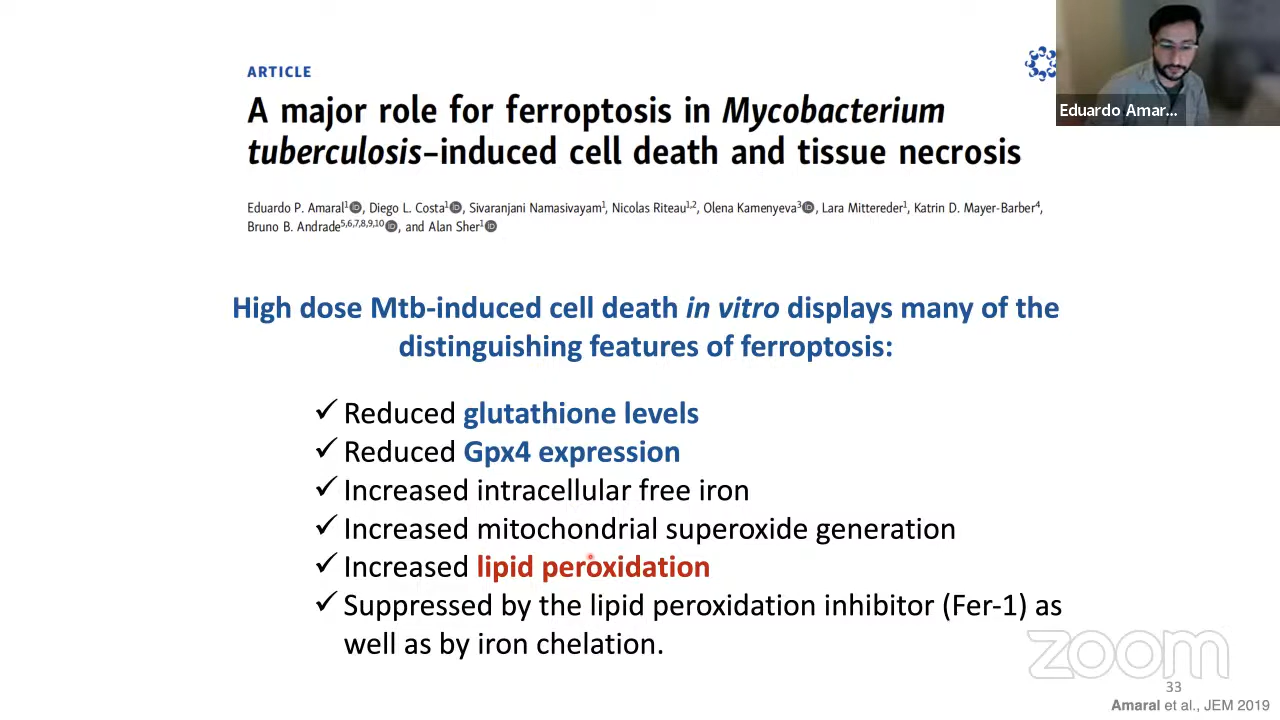 ARTICLE
A major role for ferroptosis in Mycobacterium
tuberculosis–induced cell death and tissue necrosis
Eduardo Amar...
Eduardo P. Amaral1, Diego L. Costa1, Sivaranjani Namasivayam1, Nicolas Riteau1,2, Olena Kamenyeva3, Lara Mittereder1, Katrin D. Mayer-Barber4,
Bruno B. Andrade5,6,7,8,9,10, and Alan Sher1
High dose Mtb-induced cell death in vitro displays many of the
distinguishing features of ferroptosis:
✓ Reduced glutathione levels
✓ Reduced Gpx4 expression
✓ Increased intracellular free iron
✓ Increased mitochondrial superoxide generation
✓ Increased lipid peroxidation
✓ Suppressed by the lipid peroxidation inhibitor (Fer-1) as
well as by iron chelation.
zoom
33
Amaral et al., JEM 2019